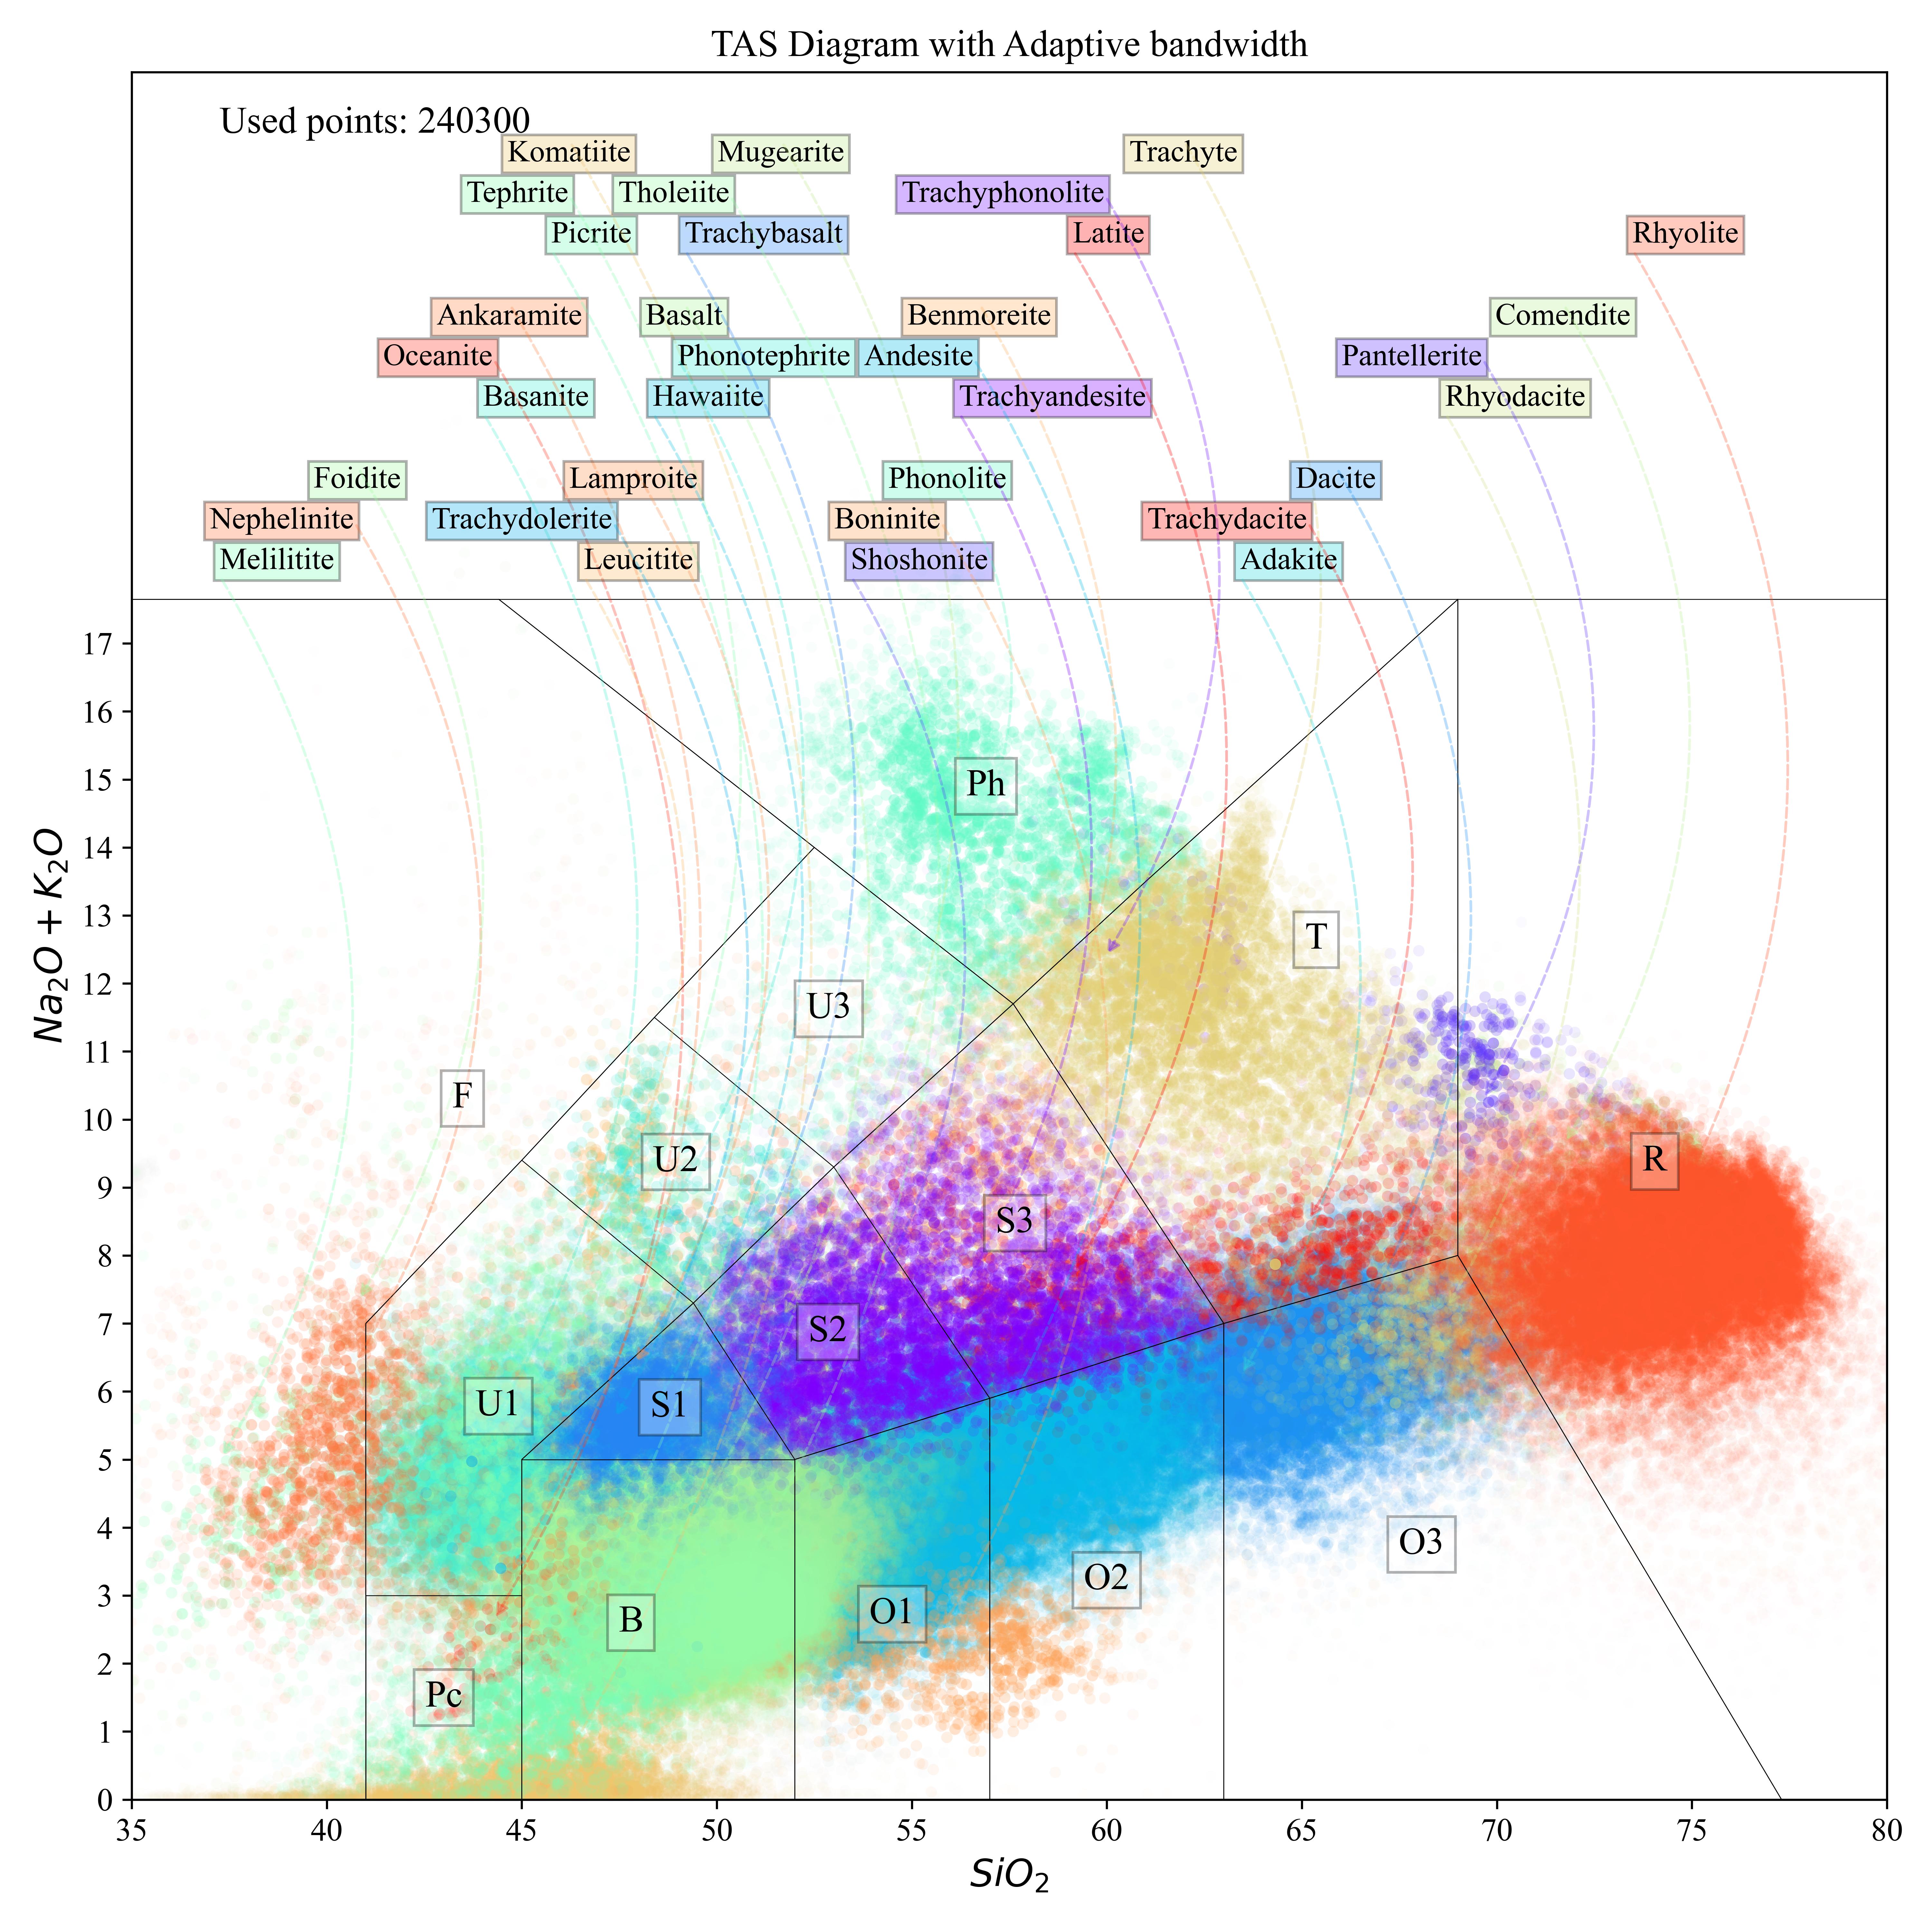 TAS Diagram with Adaptive bandwidth
Used points: 240300
Komatiite
Mugearite
Trachyte
Tephrite
Tholeiite
Trachyphonolite
Picrite
Trachybasalt
Latite
Rhyolite
Ankaramite
Basalt
Benmoreite
Comendite
Oceanite
Phonotephrite
Andesite
Pantellerite
Basanite
Hawaiite
Trachyandesite
Rhyodacite
Foidite
Lamproite
Phonolite
Dacite
Nephelinite
Trachydolerite
Boninite
Trachydacite
Melilitite
Leucitite
Shoshonite
Adakite
17
16
15
14
13
12
11
10
9
8
7
6
5
4
3
2
1
0
Na₂O + K₂O
Ph
T
U3
F
U2
R
S3
S2
U1
S1
O3
O2
O1
B
Pc
35
40
45
50
55
60
65
70
75
80
SiO₂